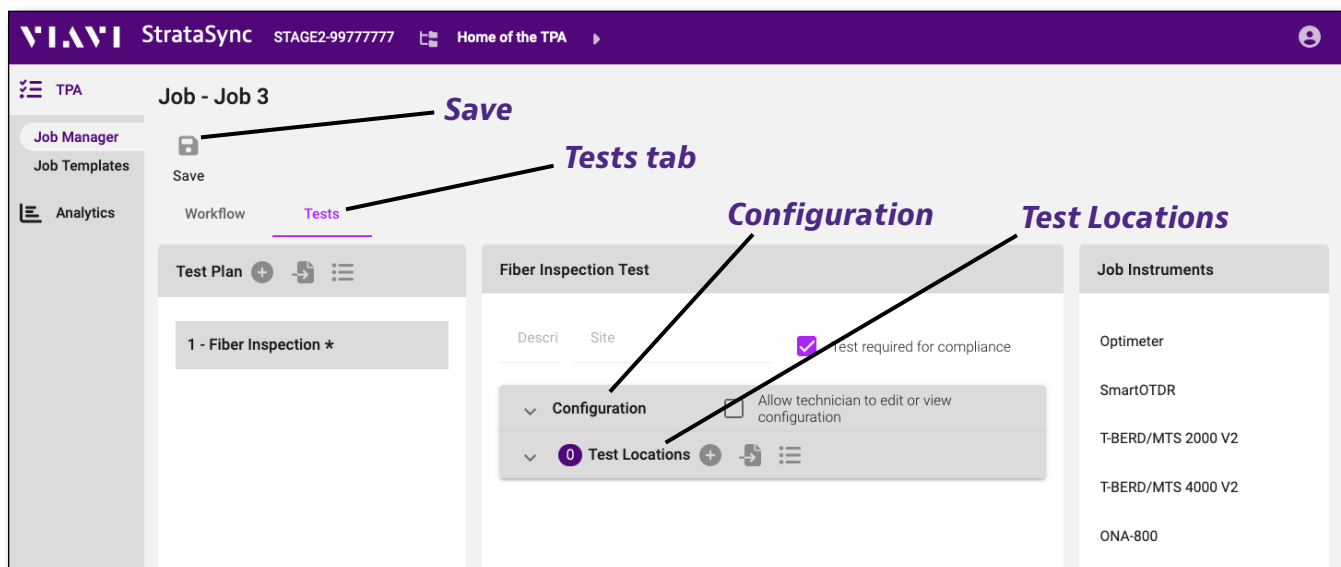 VIAVI StrataSync STAGE2-99777777 Home of the TPA
TPA
Job Manager
Job Templates
Analytics
Job - Job 3
Save
Save
Tests tab
Workflow Tests
Configuration
Test Locations
Test Plan
1 - Fiber Inspection *
Fiber Inspection Test
Descri Site
Test required for compliance
Configuration
Allow technician to edit or view
configuration
0 Test Locations
Job Instruments
Optimeter
SmartOTDR
T-BERD/MTS 2000 V2
T-BERD/MTS 4000 V2
ONA-800